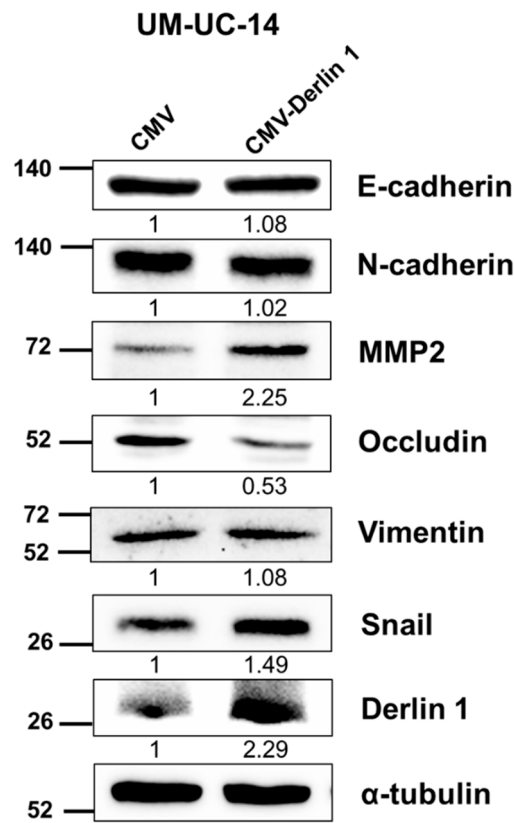 UM-UC-14
CMV CMV-Derlin 1
140 E-cadherin
1 1.08
140 N-cadherin
1 1.02
72 MMP2
1 2.25
52 Occludin
1 0.53
72 Vimentin
52
1 1.08
Snail
26
1 1.49
Derlin 1
26
1 2.29
α-tubulin
52